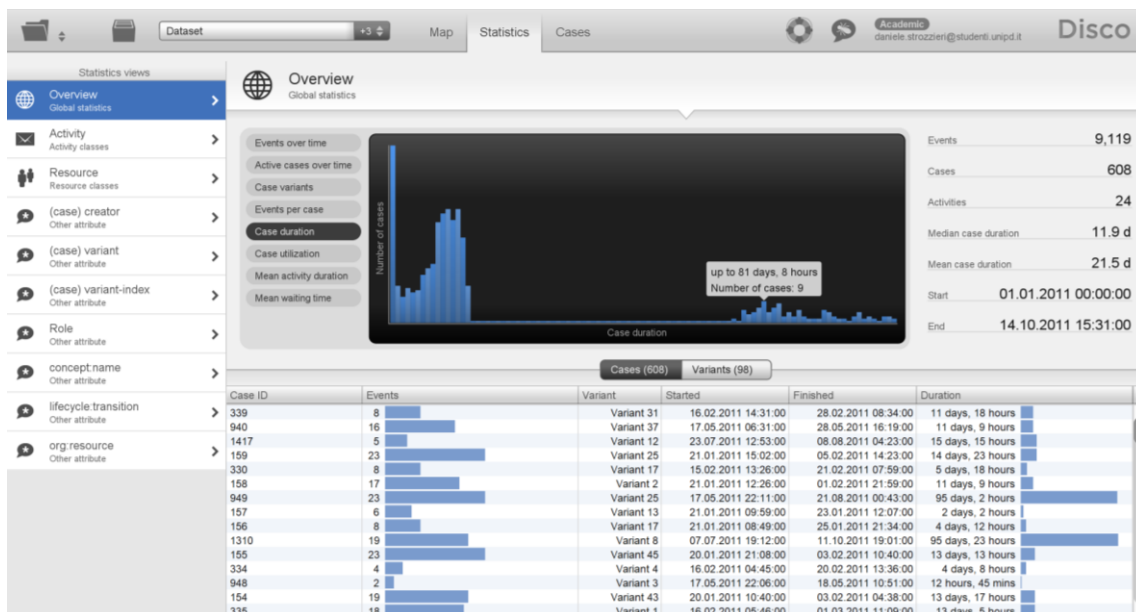 Dataset
+3
Map
Statistics
Cases
Academic
daniele.strozzieri@studenti.unipd.it
Disco
Statistics views
Overview
Global statistics
Activity
Activity classes
Resource
Resource classes
(case) creator
Other attribute
(case) variant
Other attribute
(case) variant-index
Other attribute
Role
Other attribute
concept:name
Other attribute
lifecycle:transition
Other attribute
org:resource
Other attribute
Overview
Global statistics
Events over time
Active cases over time
Case variants
Events per case
Case duration
Case utilization
Mean activity duration
Mean waiting time
Number of cases
up to 81 days, 8 hours
Number of cases: 9
Case duration
Events 9,119
Cases 608
Activities 24
Median case duration 11.9 d
Mean case duration 21.5 d
Start 01.01.2011 00:00:00
End 14.10.2011 15:31:00
Cases (608) Variants (98)
Case ID Events Variant Started Finished Duration
339 8 Variant 31 16.02.2011 14:31:00 28.02.2011 08:34:00 11 days, 18 hours
940 16 Variant 37 17.05.2011 06:31:00 28.05.2011 16:19:00 11 days, 9 hours
1417 5 Variant 12 23.07.2011 12:53:00 08.08.2011 04:23:00 15 days, 15 hours
159 23 Variant 25 21.01.2011 15:02:00 05.02.2011 14:23:00 14 days, 23 hours
330 8 Variant 17 15.02.2011 13:26:00 21.02.2011 07:59:00 5 days, 18 hours
158 17 Variant 2 21.01.2011 12:26:00 01.02.2011 21:59:00 11 days, 9 hours
949 23 Variant 25 17.05.2011 22:11:00 21.08.2011 00:43:00 95 days, 2 hours
157 6 Variant 13 21.01.2011 09:59:00 23.01.2011 12:07:00 2 days, 2 hours
156 8 Variant 17 21.01.2011 08:49:00 25.01.2011 21:34:00 4 days, 12 hours
1310 19 Variant 8 07.07.2011 19:12:00 11.10.2011 19:01:00 95 days, 23 hours
155 23 Variant 45 20.01.2011 21:08:00 03.02.2011 10:40:00 13 days, 13 hours
334 4 Variant 4 16.02.2011 04:45:00 20.02.2011 13:36:00 4 days, 8 hours
948 2 Variant 3 17.05.2011 22:06:00 18.05.2011 10:51:00 12 hours, 45 mins
154 19 Variant 43 20.01.2011 10:40:00 03.02.2011 04:38:00 13 days, 17 hours
335 18 Variant 1 16.02.2011 05:46:00 01.03.2011 11:09:00 13 days, 5 hours